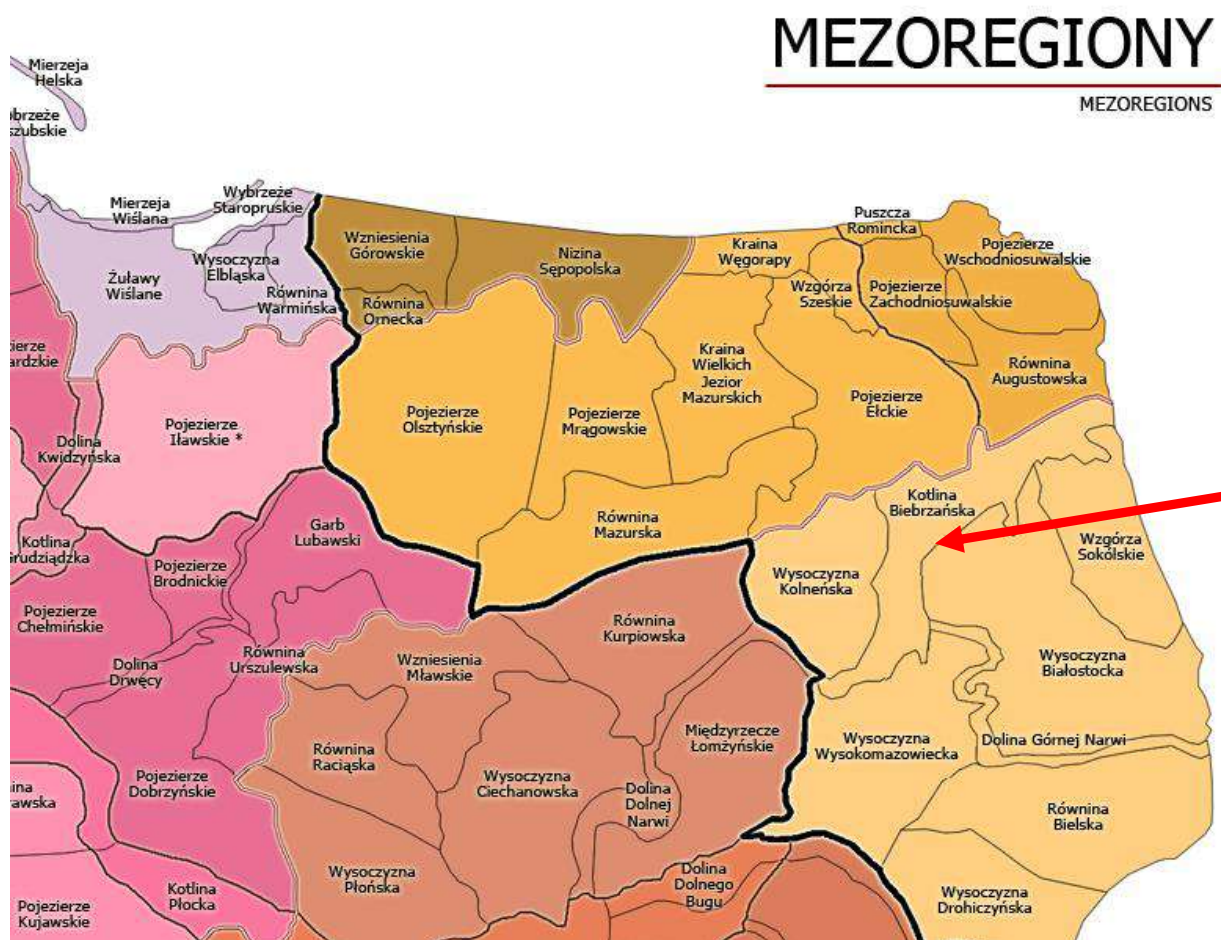 MEZOREGIONY
MEZOREGIONS
Mierzeja
Helska
brzeże
szubskie
Mierzeja
Wiślana
Wybrzeże
Staropruskie
Żuławy
Wiślane
Wysoczyzna
Elbląska
Równina
Warmińska
Wzniesienia
Górowskie
Równina
Ornecka
Nizina
Sępopolska
Kraina
Węgorapy
Puszcza
Romincka
Pojezierze
Wschodniosuwalskie
Wzgórza
Szeskie
Pojezierze
Zachodniosuwalskie
Równina
Augustowska
ardzkie
Pojezierze
Iławskie *
Dolina
Kwidzyńska
Pojezierze
Olsztyńskie
Pojezierze
Mrągowskie
Kraina
Wielkich
Jezior
Mazurskich
Pojezierze
Ełckie
Równina
Mazurska
Kotlina
Biebrzańska
Wzgórza
Sokólskie
Wysoczyzna
Kolneńska
Wysoczyzna
Białostocka
Kotlina
Grudziądzka
Pojezierze
Brodnickie
Garb
Lubawski
Pojezierze
Chełmińskie
Dolina
Drwęcy
Równina
Urszulewska
Wzniesienia
Mławskie
Równina
Kurpiowska
Międzyrzecze
Łomżyńskie
Wysoczyzna
Wysokomazowiecka
Dolina Górnej Narwi
Równina
Raciąska
Wysoczyzna
Ciechanowska
Dolina
Dolnej
Narwi
Równina
Bielska
ina
rawska
Pojezierze
Dobrzyńskie
Wysoczyzna
Płońska
Dolina
Dolnego
Bugu
Wysoczyzna
Drohiczyńska
Pojezierze
Kujawskie
Kotlina
Płocka